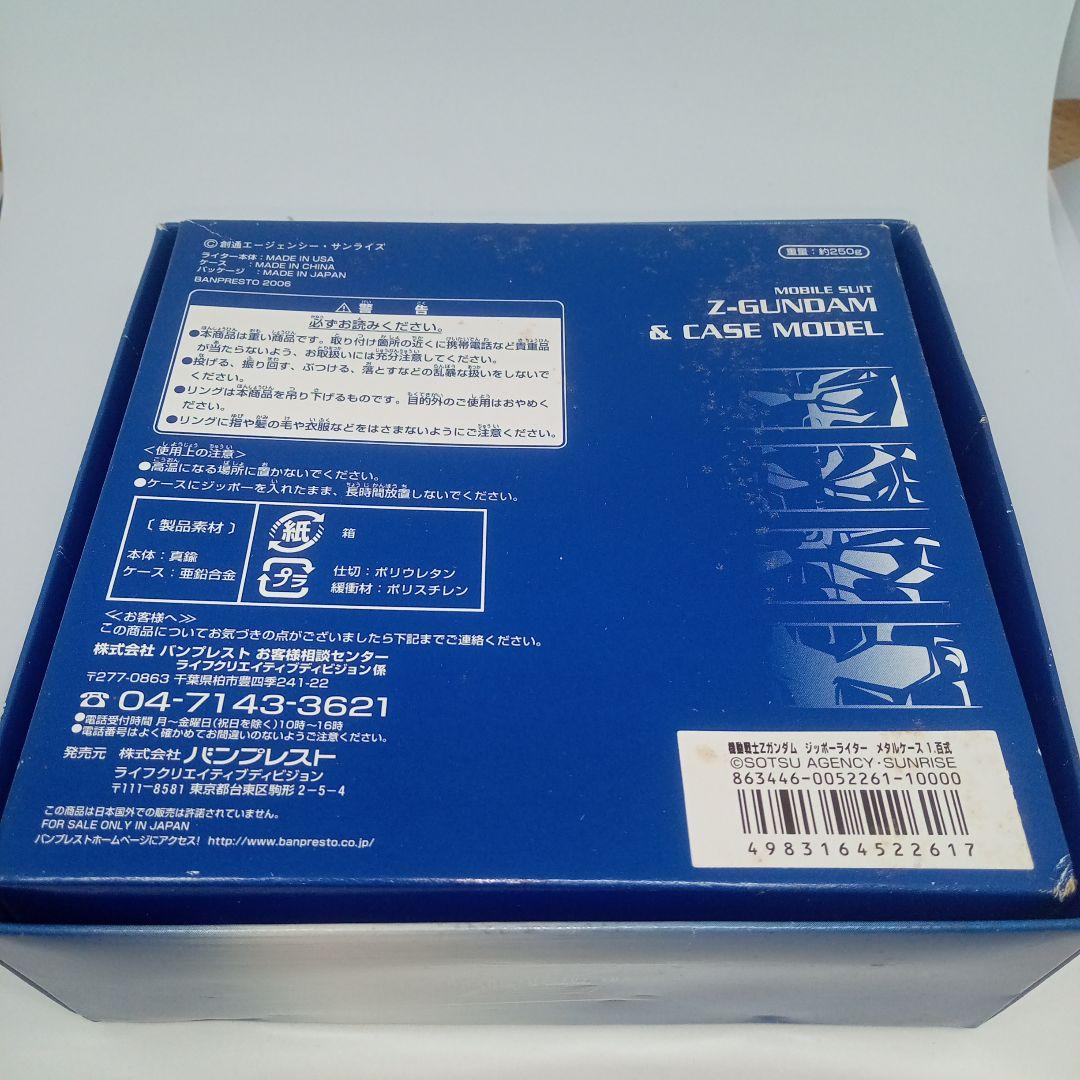 ©創通エージェンシー・サンライズ
ライター本体：MADE IN USA
ケース　　：MADE IN CHINA
パッケージ　：MADE IN JAPAN
BANPRESTO 2006
重量：約250g
MOBILE SUIT
Z-GUNDAM
& CASE MODEL
⚠警告
必ずお読みください。
●本商品は重い商品です。取り付け箇所の近くに携帯電話など貴重品
が当たらないよう、お取扱いには充分注意してください。
●投げる、振り回す、ぶつける、落とすなどの乱暴な扱いをしないで
ください。
●リングは本商品を吊り下げるものです。目的外のご使用はおやめく
ださい。
●リングに指や髪の毛や衣服などをはさまないようにご注意ください。
＜使用上の注意＞
●高温になる場所に置かないでください。
●ケースにジッポーを入れたまま、長時間放置しないでください。
〔製品素材〕
本体：真鍮
ケース：亜鉛合金
紙
箱
プラ
仕切：ポリウレタン
緩衝材：ポリスチレン
≪お客様へ≫
この商品についてお気づきの点がございましたら下記までご連絡ください。
株式会社 バンプレスト お客様相談センター
ライフクリエイティブディビジョン係
〒277-0863 千葉県柏市豊四季241-22
☎ 04-7143-3621
●電話受付時間 月～金曜日(祝日を除く)10時～16時
●電話番号はよく確かめてお間違いのないようご注意ください。
発売元　株式会社 バンプレスト
ライフクリエイティブディビジョン
〒111-8581 東京都台東区駒形2-5-4
この商品は日本国外での販売は許諾されていません。
FOR SALE ONLY IN JAPAN
バンプレストホームページにアクセス! http://www.banpresto.co.jp/
機動戦士Zガンダム ジッポーライター メタルケース 1.百式
©SOTSU AGENCY・SUNRISE
863446-0052261-10000
4983164522617